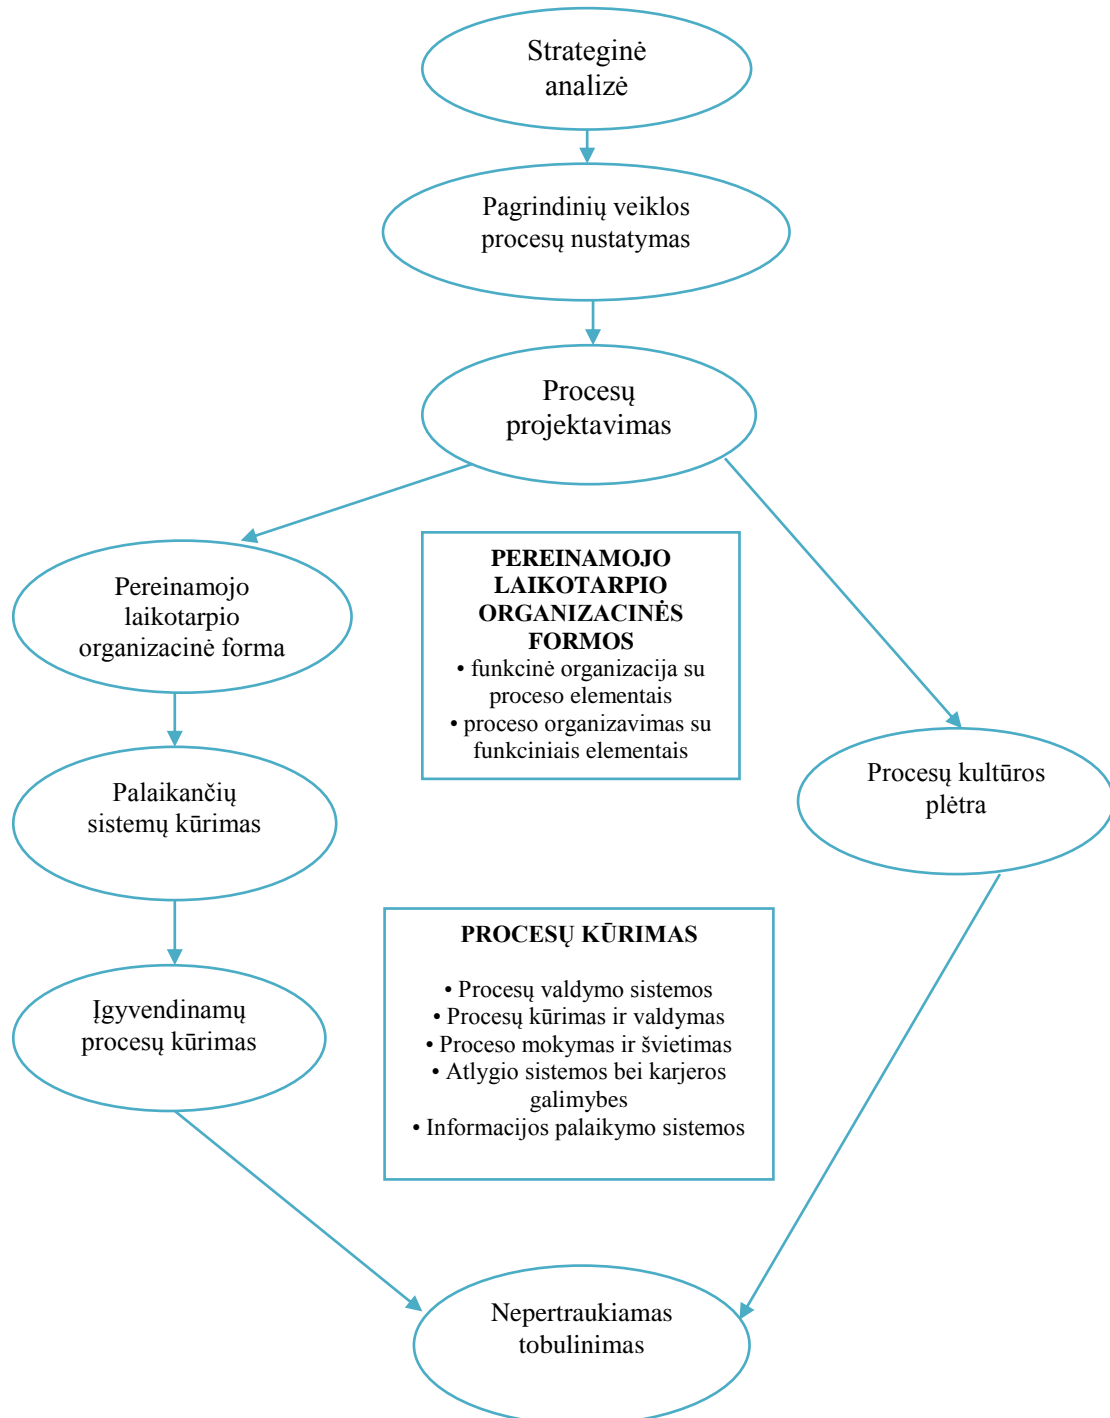 Strateginė
analizė
Pagrindinių veiklos
procesų nustatymas
Procesų
projektavimas
Pereinamojo
laikotarpio
organizacinė forma
PEREINAMOJO
LAIKOTARPIO
ORGANIZACINĖS
FORMOS
• funkcinė organizacija su
proceso elementais
• proceso organizavimas su
funkciniais elementais
Palaikančių
sistemų kūrimas
Procesų kultūros
plėtra
PROCESŲ KŪRIMAS
• Procesų valdymo sistemos
• Procesų kūrimas ir valdymas
• Proceso mokymas ir švietimas
• Atlygio sistemos bei karjeros
galimybes
• Informacijos palaikymo sistemos
Įgyvendinamų
procesų kūrimas
Nepertraukiamas
tobulinimas